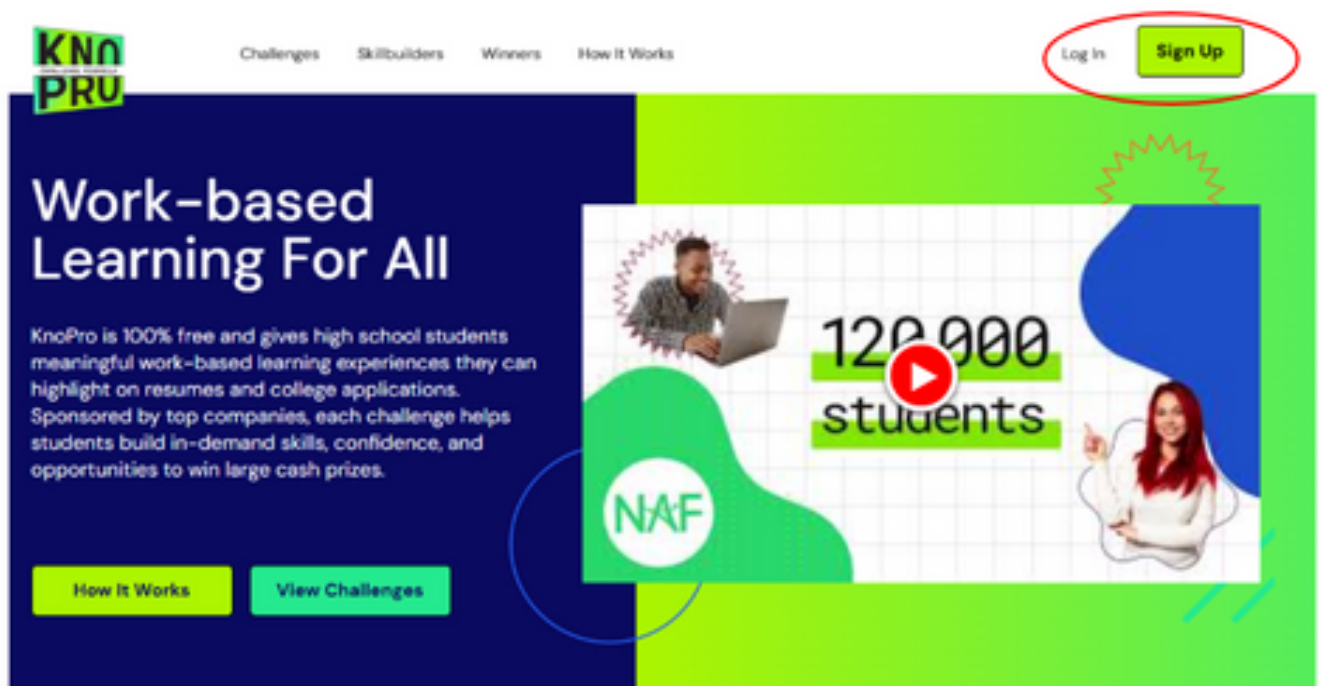 KNO
PRO
Challenges
Skillbuilders
Winners
How It Works
Log In
Sign Up
Work-based
Learning For All
KnoPro is 100% free and gives high school students
meaningful work-based learning experiences they can
highlight on resumes and college applications.
Sponsored by top companies, each challenge helps
students build in-demand skills, confidence, and
opportunities to win large cash prizes.
How It Works
View Challenges
120,000
students
NAF